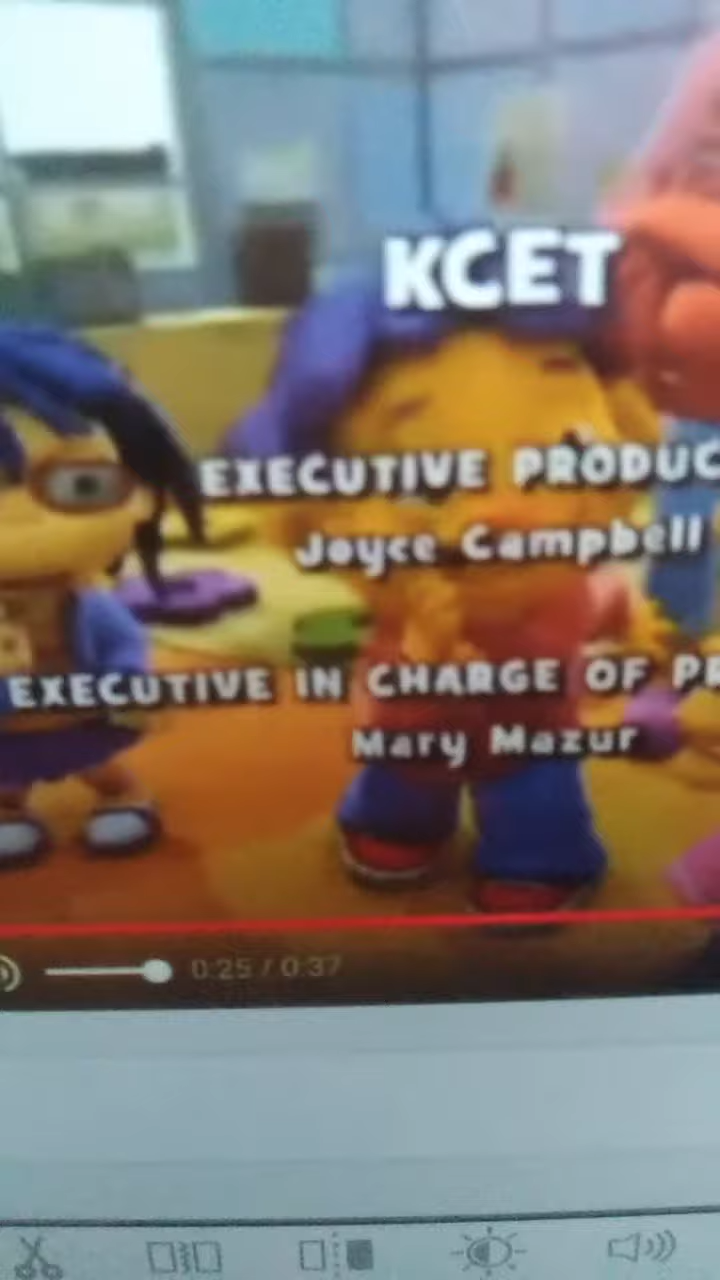 KCET
EXECUTIVE PRODUC
Joyce Campbell
EXECUTIVE IN CHARGE OF PR
Mary Mazur
0:25 / 0:37